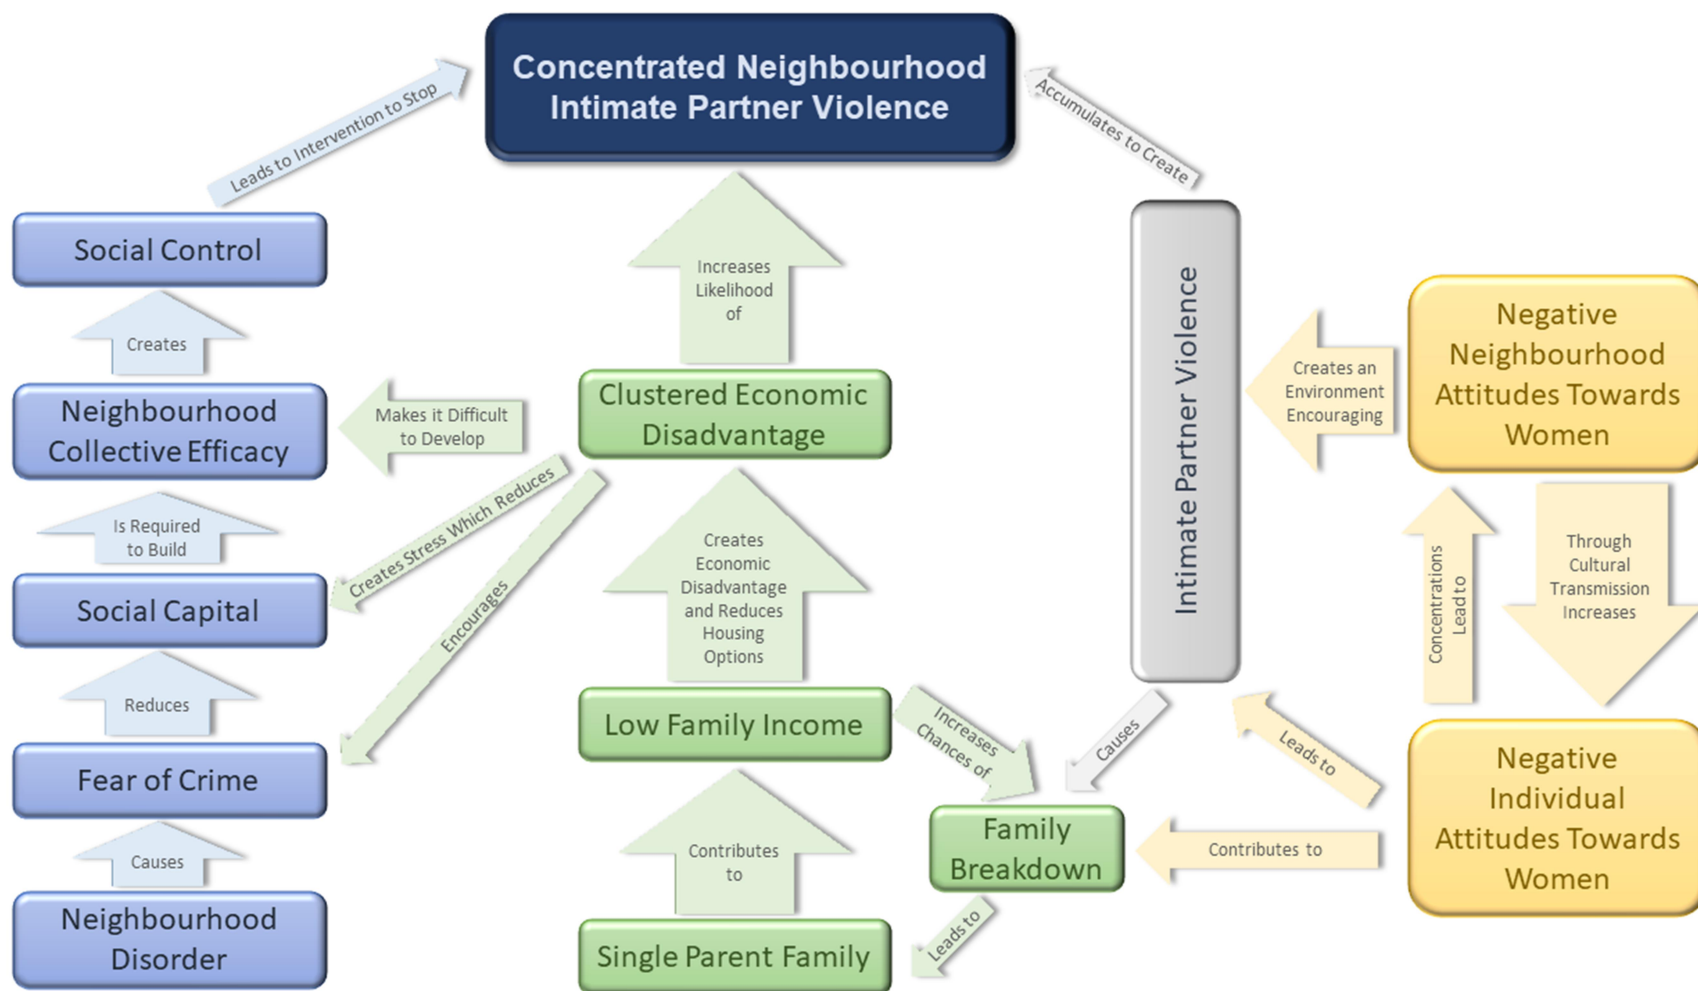 Concentrated Neighbourhood
Intimate Partner Violence
Leads to Intervention to Stop
Accumulates to Create
Social Control
Increases
Likelihood
of
Intimate Partner Violence
Negative
Neighbourhood
Attitudes Towards
Women
Creates
Creates an
Environment
Encouraging
Neighbourhood
Collective Efficacy
Makes it Difficult
to Develop
Clustered Economic
Disadvantage
Is Required
to Build
Creates Stress Which Reduces
Encourages
Creates
Economic
Disadvantage
and Reduces
Housing
Options
Concentrations
Lead to
Through
Cultural
Transmission
Increases
Social Capital
Reduces
Low Family Income
Increases
Chances of
Causes
Leads to
Negative
Individual
Attitudes Towards
Women
Fear of Crime
Causes
Contributes
to
Family
Breakdown
Contributes to
Neighbourhood
Disorder
Single Parent Family
Leads to